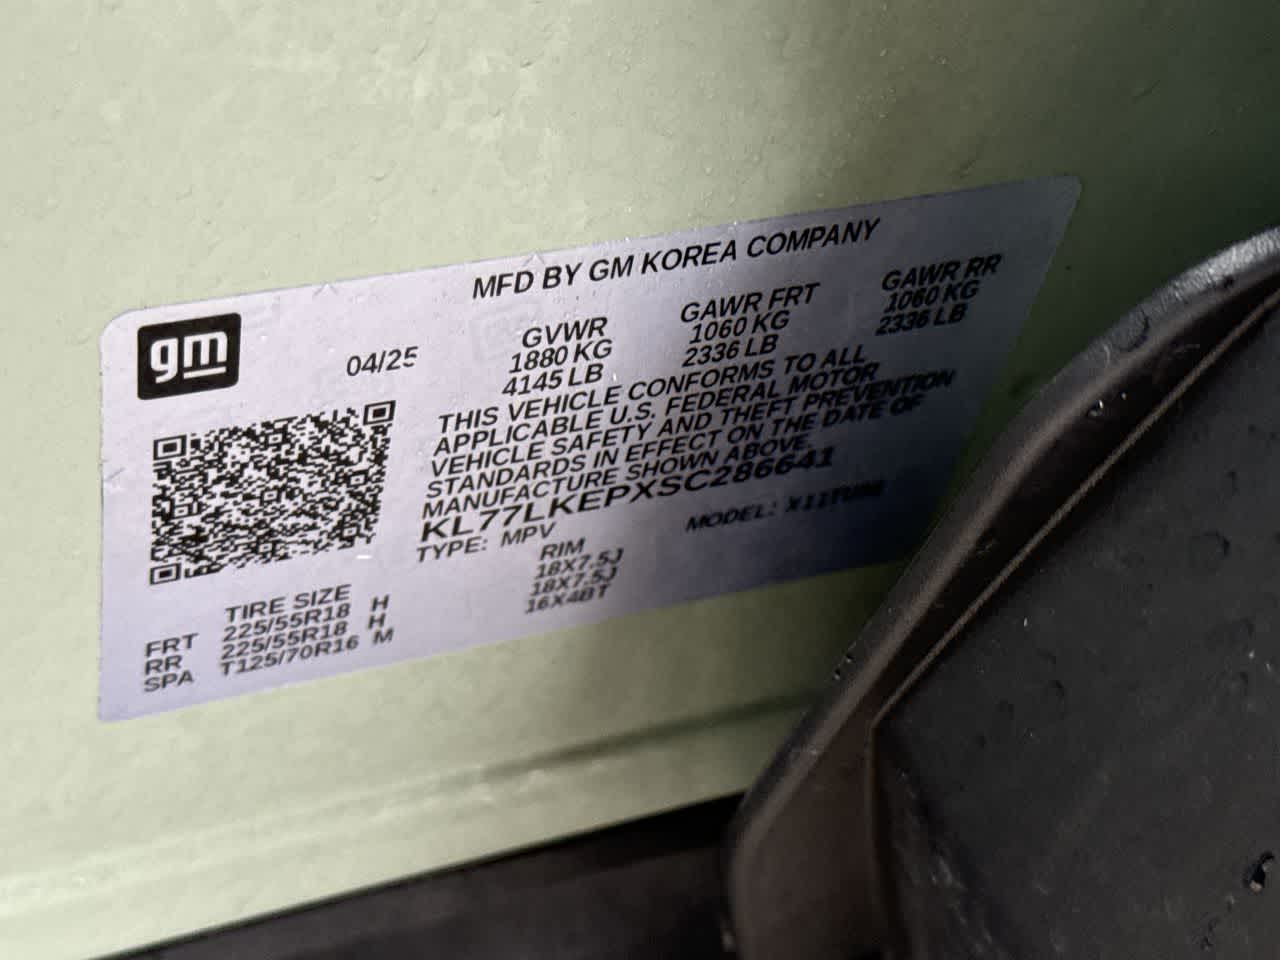 MFD BY GM KOREA COMPANY
gm
04/25
GVWR GAWR FRT GAWR RR
1880 KG 1060 KG 1060 KG
4145 LB 2336 LB 2336 LB
THIS VEHICLE CONFORMS TO ALL
APPLICABLE U.S. FEDERAL MOTOR
VEHICLE SAFETY AND THEFT PREVENTION
STANDARDS IN EFFECT ON THE DATE OF
MANUFACTURE SHOWN ABOVE.
KL77LKEPXSC286641
TYPE: MPV MODEL:
TIRE SIZE RIM
FRT 225/55R18 H 18X7.5J
RR 225/55R18 H 18X7.5J
SPA T125/70R16 M 16X4BT